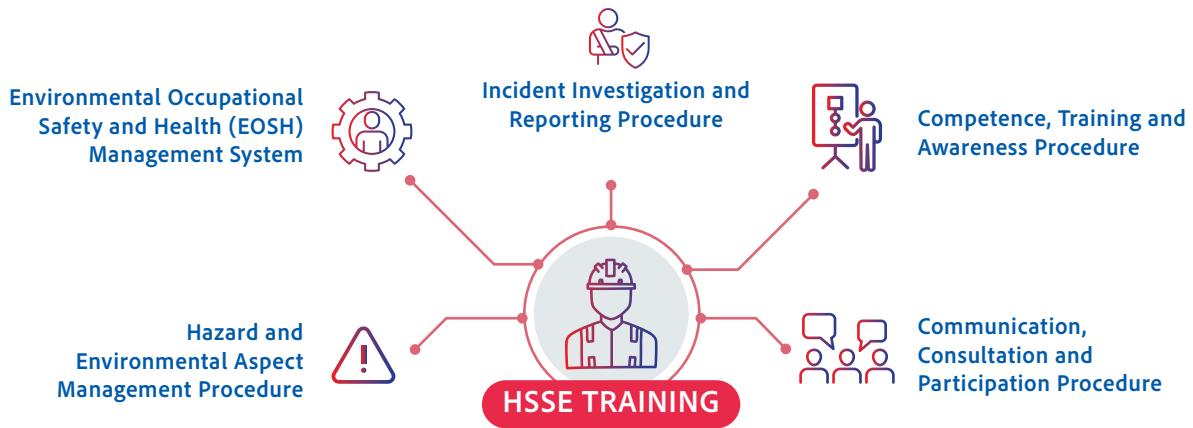 Environmental Occupational
Safety and Health (EOSH)
Management System
Incident Investigation and
Reporting Procedure
Competence, Training and
Awareness Procedure
Hazard and
Environmental Aspect
Management Procedure
Communication,
Consultation and
Participation Procedure
HSSE TRAINING